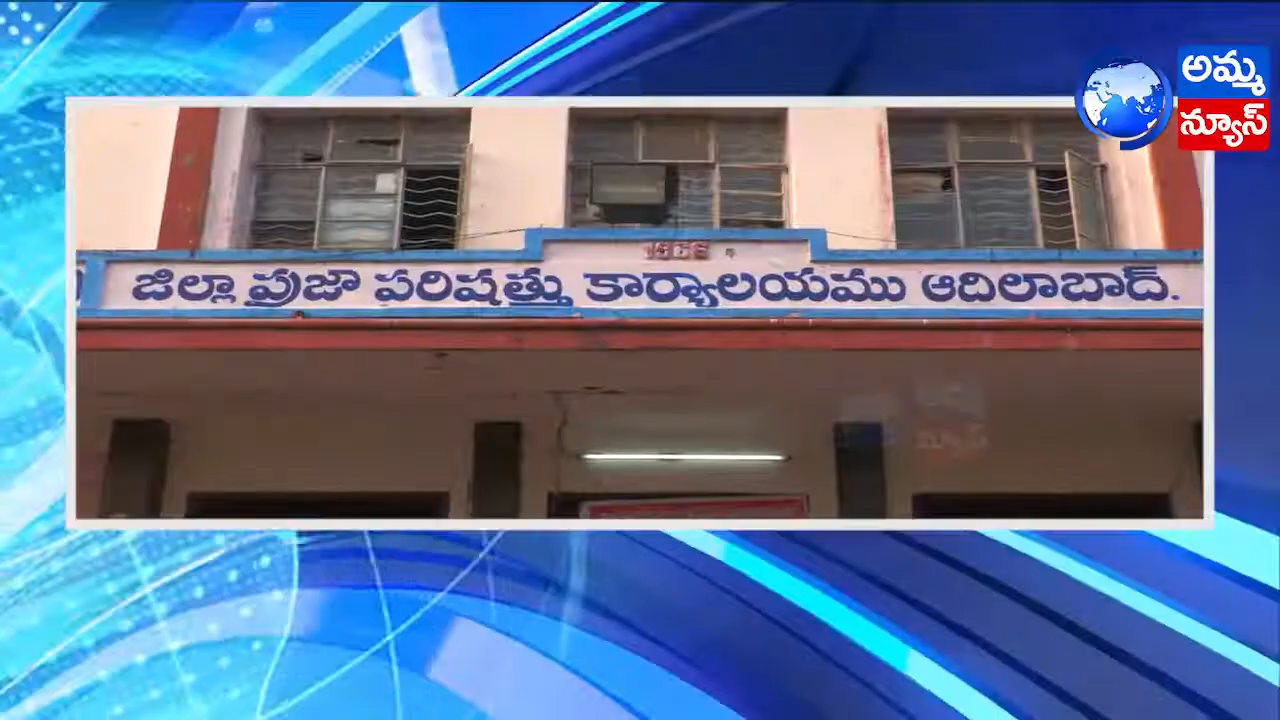 అమ్మ
న్యూస్
జిల్లా ప్రజా పరిషత్తు కార్యాలయము ఆదిలాబాద్.